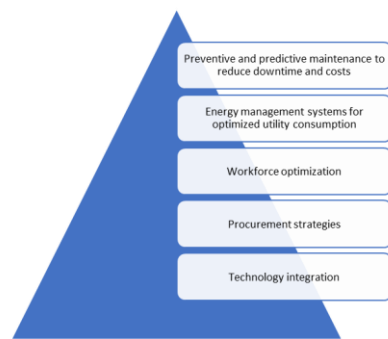 Preventive and predictive maintenance to
reduce downtime and costs
Energy management systems for
optimized utility consumption
Workforce optimization
Procurement strategies
Technology integration